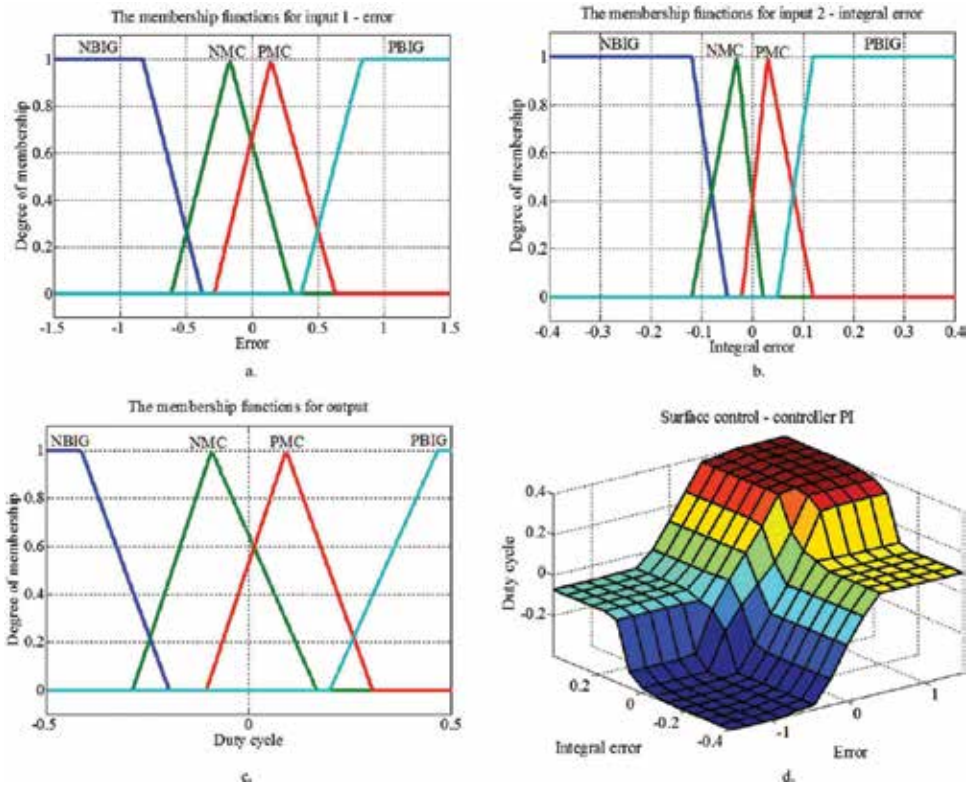 The membership functions for input 1 - error
NBIG NMC PMC PBIG
1
0.8
0.6
0.4
0.2
0
Degree of membership
-1.5 -1 -0.5 0 0.5 1 1.5
Error
a.
The membership functions for input 2 - integral error
NBIG NMC PMC PBIG
1
0.8
0.6
0.4
0.2
0
Degree of membership
-0.4 -0.3 -0.2 -0.1 0 0.1 0.2 0.3 0.4
Integral error
b.
The membership functions for output
NBIG NMC PMC PBIG
1
0.8
0.6
0.4
0.2
0
Degree of membership
-0.5 0 0.5
Duty cycle
c.
Surface control - controller PI
0.4
0.2
0
-0.2
Duty cycle
0.2 0 -0.2 -0.4
Integral error
-1 0 1
Error
d.